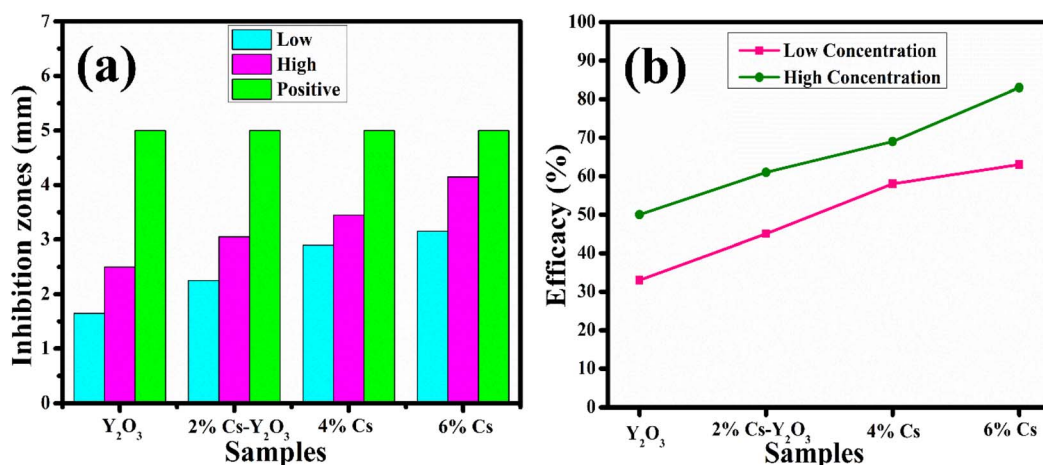 (a)
Low
High
Positive
Inhibition zones (mm)
7
6
5
4
3
2
1
0
Y₂O₃
2% Cs-Y₂O₃
4% Cs
6% Cs
Samples
(b)
Low Concentration
High Concentration
Efficacy (%)
100
90
80
70
60
50
40
30
20
10
0
Y₂O₃
2% Cs-Y₂O₃
4% Cs
6% Cs
Samples